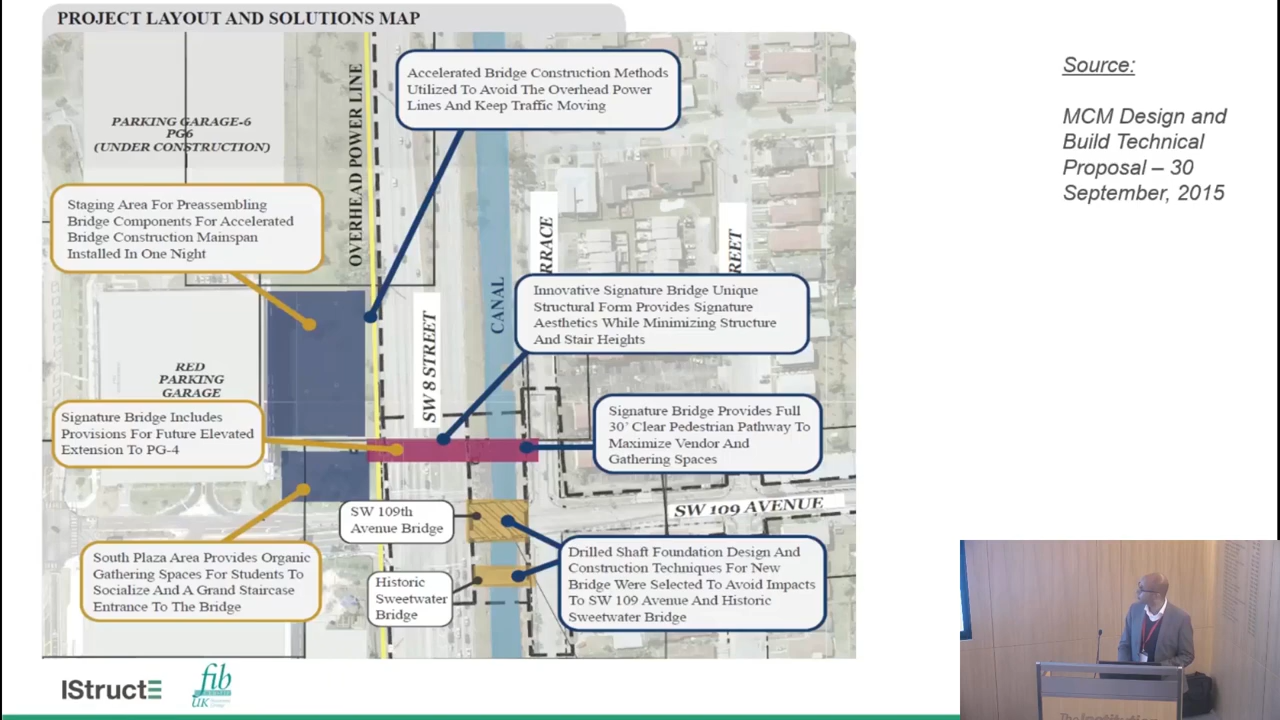 PROJECT LAYOUT AND SOLUTIONS MAP
Source:
MCM Design and
Build Technical
Proposal – 30
September, 2015
Accelerated Bridge Construction Methods
Utilized To Avoid The Overhead Power
Lines And Keep Traffic Moving
PARKING GARAGE-6
PG6
(UNDER CONSTRUCTION)
OVERHEAD POWER LINE
Staging Area For Preassembling
Bridge Components For Accelerated
Bridge Construction Mainspan
Installed In One Night
RRACE
REET
CANAL
Innovative Signature Bridge Unique
Structural Form Provides Signature
Aesthetics While Minimizing Structure
And Stair Heights
SW 8 STREET
RED
PARKING
GARAGE
Signature Bridge Includes
Provisions For Future Elevated
Extension To PG-4
Signature Bridge Provides Full
30' Clear Pedestrian Pathway To
Maximize Vendor And
Gathering Spaces
SW 109th
Avenue Bridge
SW 109 AVENUE
South Plaza Area Provides Organic
Gathering Spaces For Students To
Socialize And A Grand Staircase
Entrance To The Bridge
Historic
Sweetwater
Bridge
Drilled Shaft Foundation Design And
Construction Techniques For New
Bridge Were Selected To Avoid Impacts
To SW 109 Avenue And Historic
Sweetwater Bridge
IStructE
fib
UK